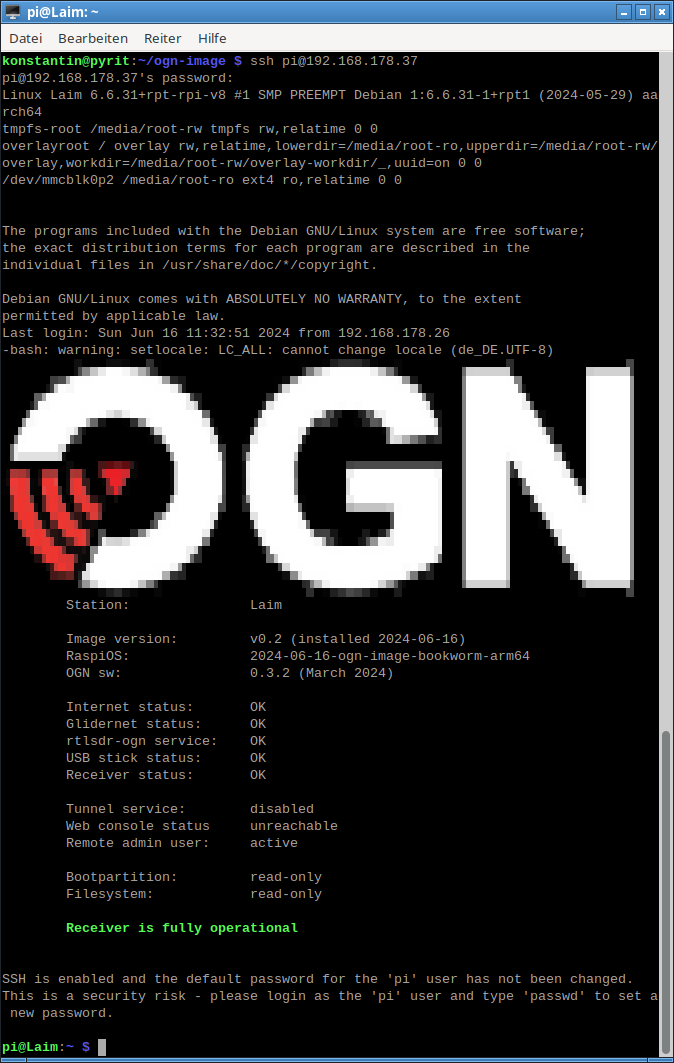 pi@Laim: ~
Datei Bearbeiten Reiter Hilfe
konstantin@pyrit:~/ogn-image $ ssh pi@192.168.178.37
pi@192.168.178.37's password:
Linux Laim 6.6.31+rpt-rpi-v8 #1 SMP PREEMPT Debian 1:6.6.31-1+rpt1 (2024-05-29) aa
rch64
tmpfs-root /media/root-rw tmpfs rw,relatime 0 0
overlayroot / overlay rw,relatime,lowerdir=/media/root-ro,upperdir=/media/root-rw/
overlay,workdir=/media/root-rw/overlay-workdir/_,uuid=on 0 0
/dev/mmcblk0p2 /media/root-ro ext4 ro,relatime 0 0
The programs included with the Debian GNU/Linux system are free software;
the exact distribution terms for each program are described in the
individual files in /usr/share/doc/*/copyright.
Debian GNU/Linux comes with ABSOLUTELY NO WARRANTY, to the extent
permitted by applicable law.
Last login: Sun Jun 16 11:32:51 2024 from 192.168.178.26
-bash: warning: setlocale: LC_ALL: cannot change locale (de_DE.UTF-8)
OGN
Station: Laim
Image version: v0.2 (installed 2024-06-16)
RaspiOS: 2024-06-16-ogn-image-bookworm-arm64
OGN sw: 0.3.2 (March 2024)
Internet status: OK
Glidernet status: OK
rtlsdr-ogn service: OK
USB stick status: OK
Receiver status: OK
Tunnel service: disabled
Web console status unreachable
Remote admin user: active
Bootpartition: read-only
Filesystem: read-only
Receiver is fully operational
SSH is enabled and the default password for the 'pi' user has not been changed.
This is a security risk - please login as the 'pi' user and type 'passwd' to set a
new password.
pi@Laim:~ $